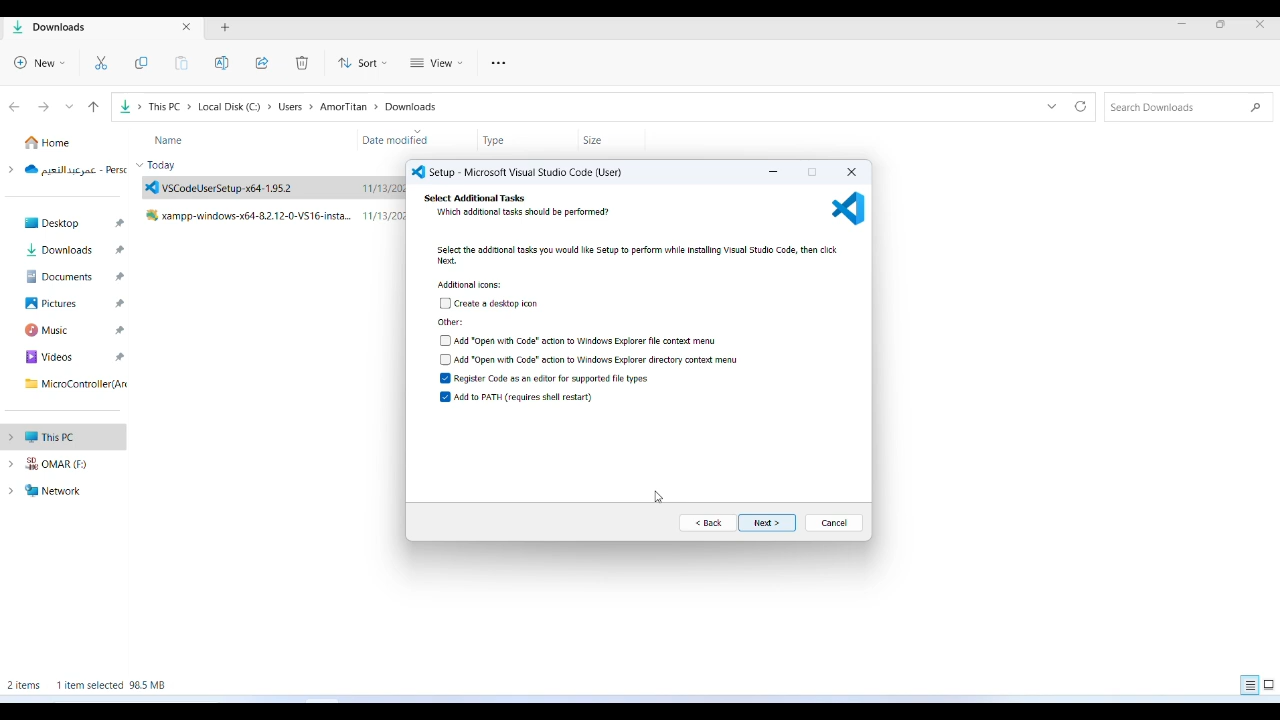 Downloads
New
Sort
View
This PC > Local Disk (C:) > Users > AmorTitan > Downloads
Search Downloads
Home
عمرعبدالنعيم - Persc
Desktop
Downloads
Documents
Pictures
Music
Videos
MicroController(Are
This PC
OMAR (F:)
Network
Name
Date modified
Type
Size
Today
VSCodeUserSetup-x64-1.95.2
11/13/202
xampp-windows-x64-8.2.12-0-VS16-insta...
11/13/202
Setup - Microsoft Visual Studio Code (User)
Select Additional Tasks
Which additional tasks should be performed?
Select the additional tasks you would like Setup to perform while installing Visual Studio Code, then click
Next.
Additional icons:
Create a desktop icon
Other:
Add "Open with Code" action to Windows Explorer file context menu
Add "Open with Code" action to Windows Explorer directory context menu
Register Code as an editor for supported file types
Add to PATH (requires shell restart)
< Back
Next >
Cancel
2 items
1 item selected 98.5 MB